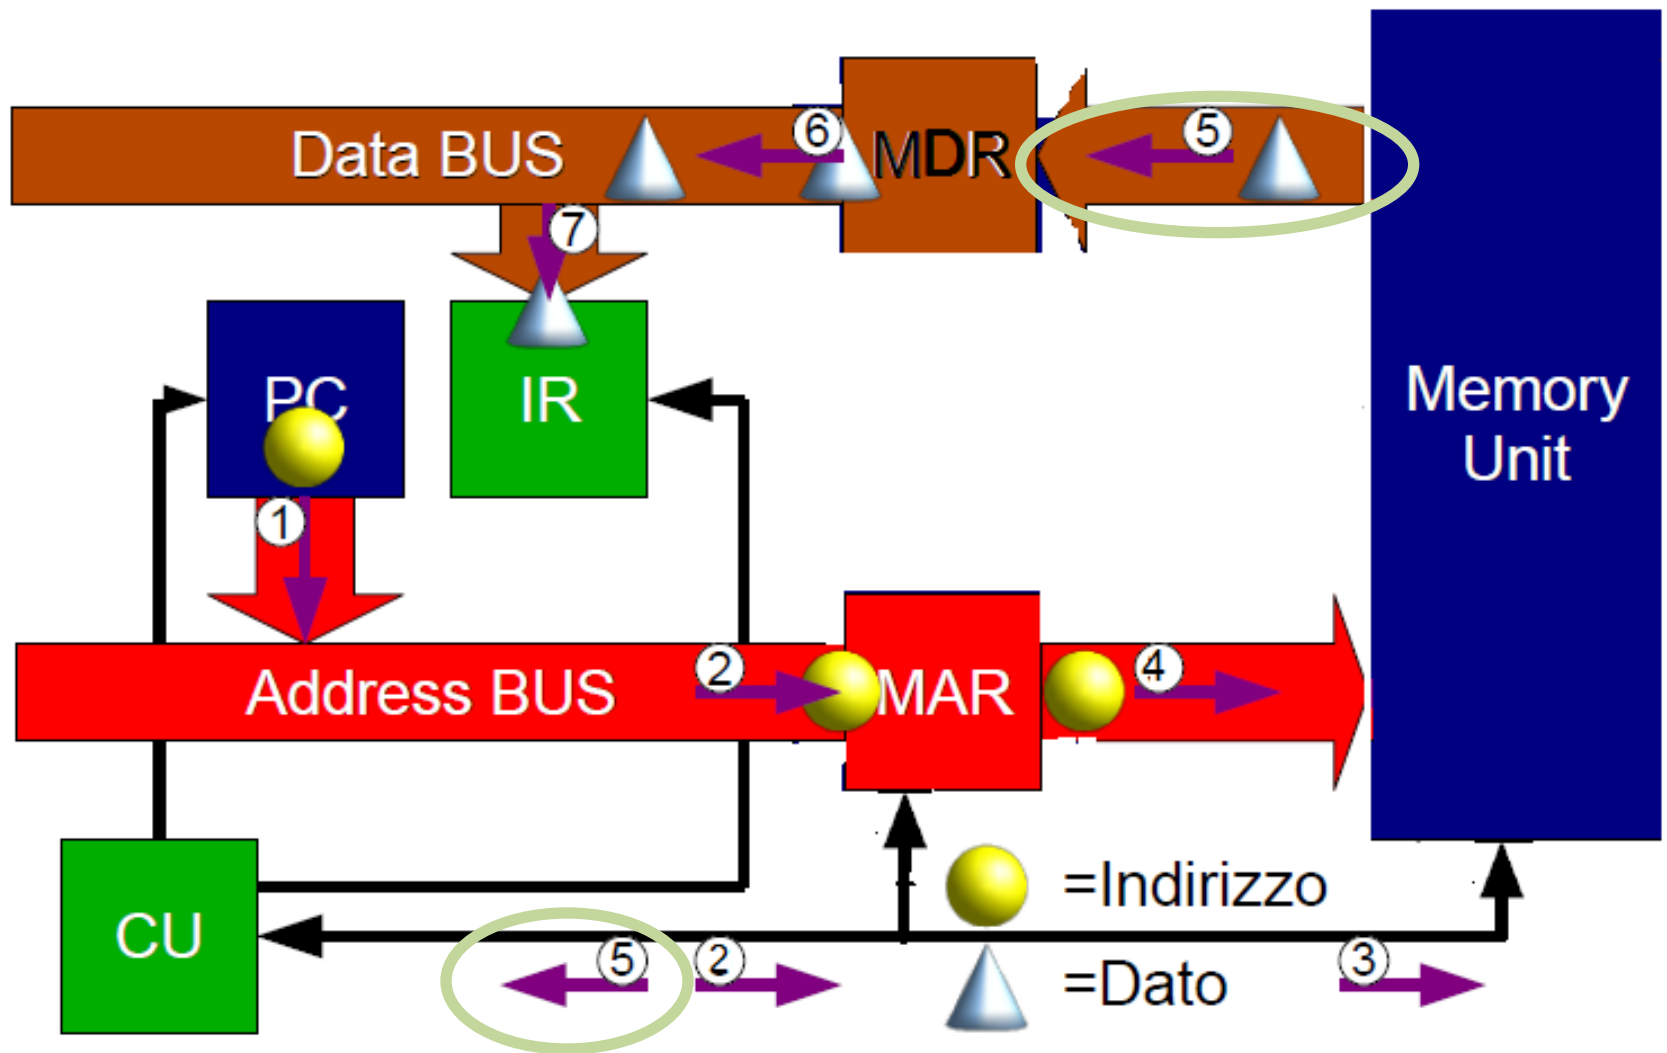 Data BUS
6
MDR
5
7
PC
IR
Memory
Unit
1
Address BUS
2
MAR
4
CU
=Indirizzo
5
2
=Dato
3